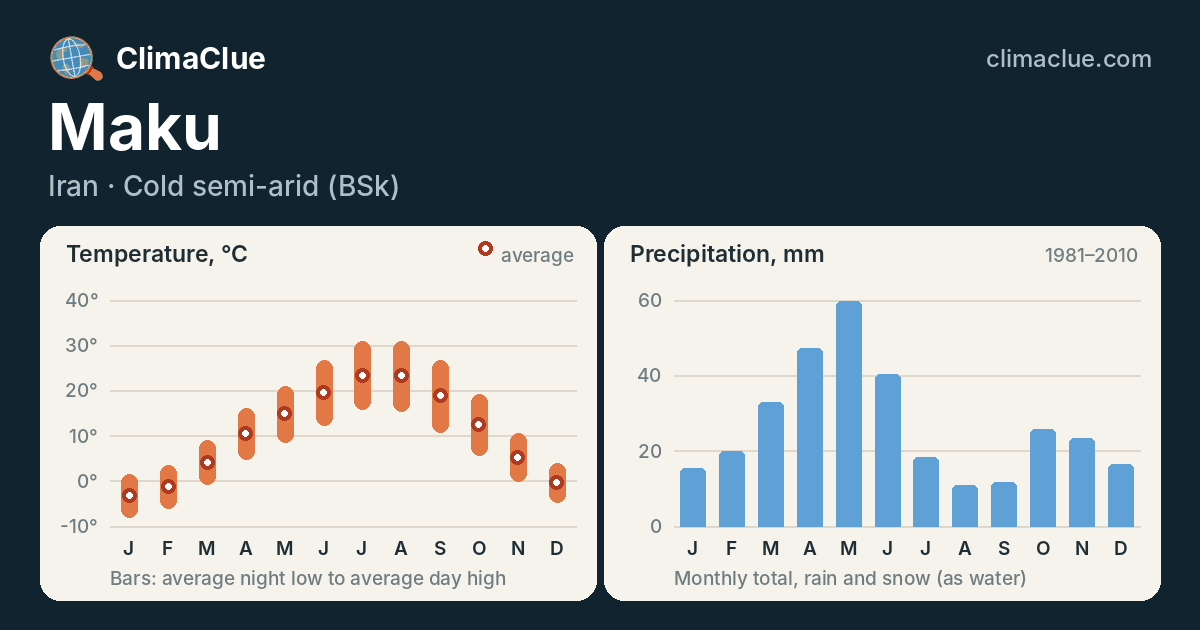 ClimaClue
climaclue.com
Maku
Iran · Cold semi-arid (BSk)
Temperature, °C
average
40°
30°
20°
10°
0°
-10°
J F M A M J J A S O N D
Bars: average night low to average day high
Precipitation, mm
1981–2010
60
40
20
0
J F M A M J J A S O N D
Monthly total, rain and snow (as water)